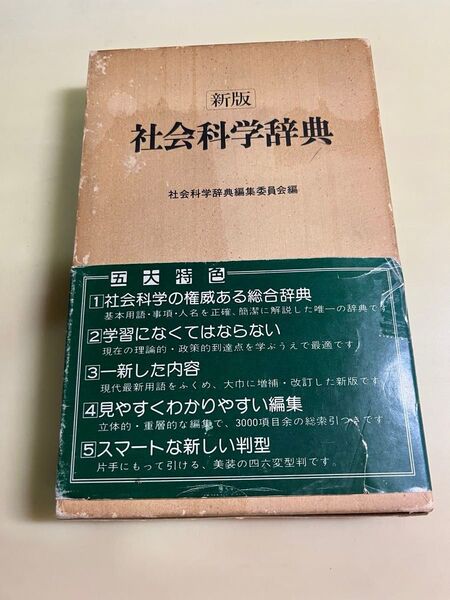 新版
社会科学辞典
社会科学辞典編集委員会編
五大特色
1社会科学の権威ある総合辞典
基本用語・事項・人名を正確、簡潔に解説した唯一の辞典です
2学習になくてはならない
現在の理論的・政策的到達点を学ぶうえで最適です
3一新した内容
現代最新用語をふくめ、大巾に増補・改訂した新版です
4見やすくわかりやすい編集
立体的・重層的な編集で、3000項目余の総索引つきです
5スマートな新しい判型
片手にもって引ける、美装の四六変型判です。